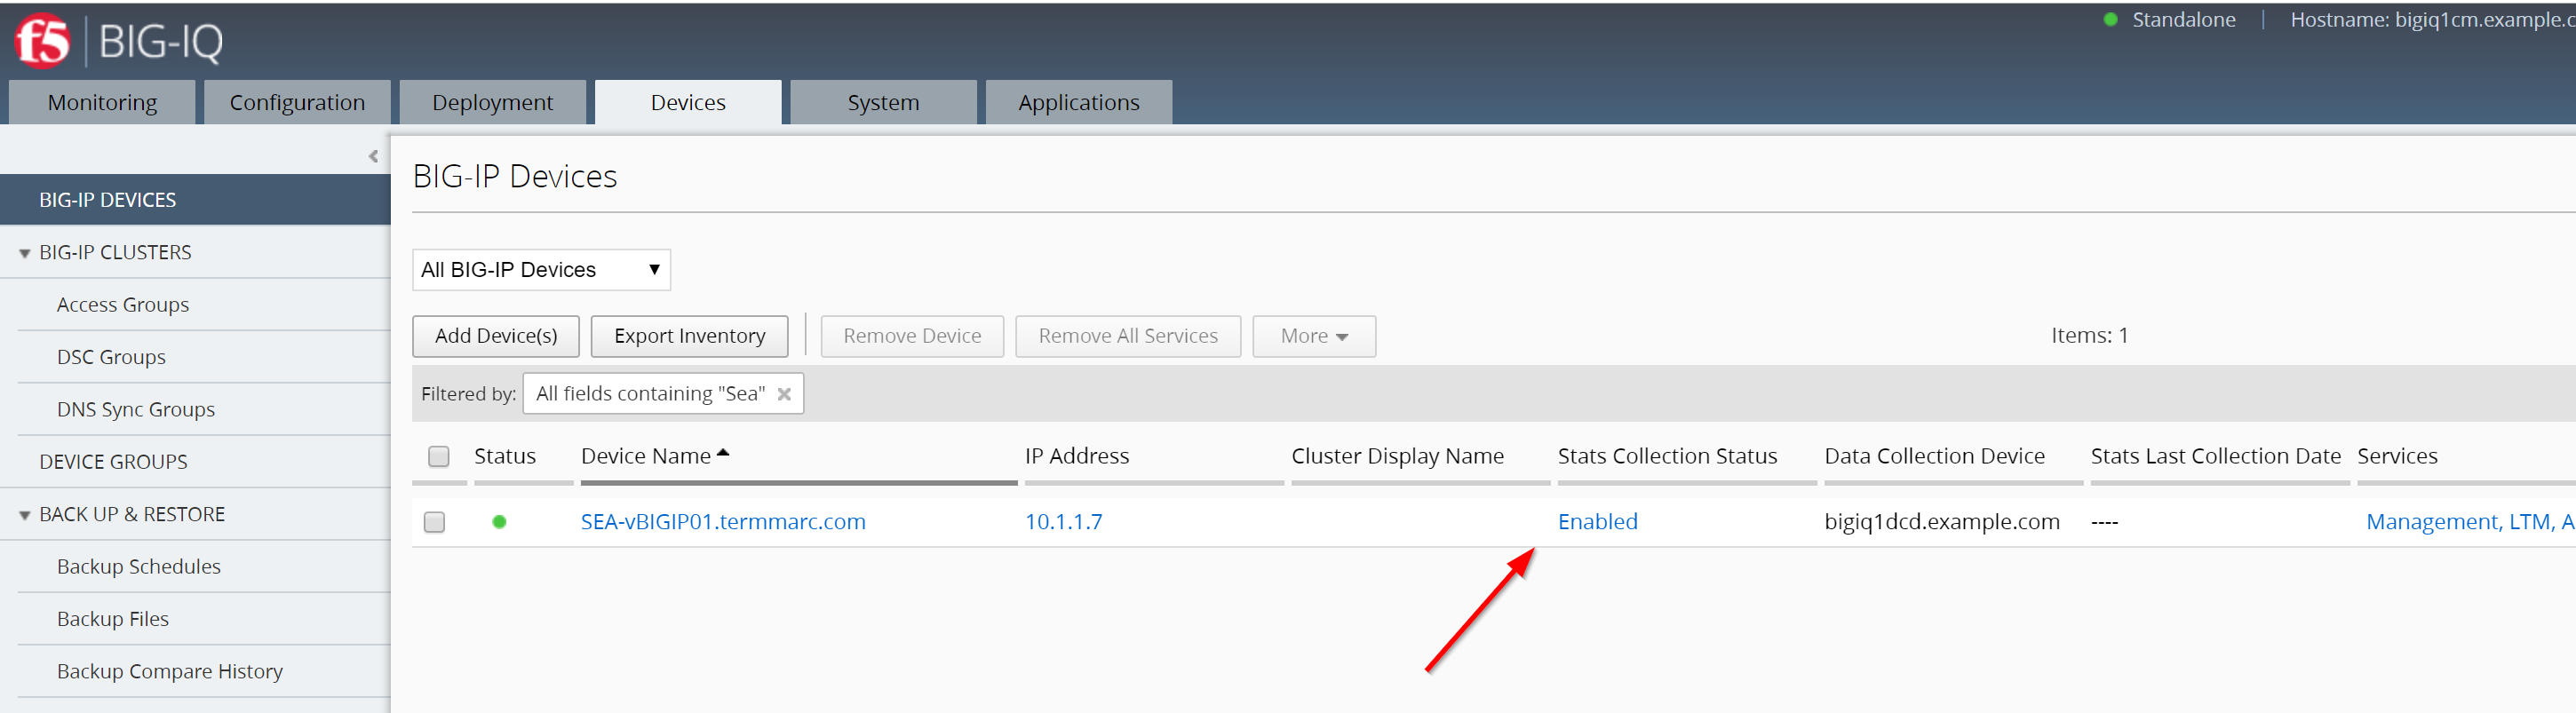 f5 BIG-IQ
Standalone Hostname: bigiq1cm.example.c
Monitoring Configuration Deployment Devices System Applications
BIG-IP DEVICES
BIG-IP CLUSTERS
Access Groups
DSC Groups
DNS Sync Groups
DEVICE GROUPS
BACK UP & RESTORE
Backup Schedules
Backup Files
Backup Compare History
BIG-IP Devices
All BIG-IP Devices
Add Device(s) Export Inventory Remove Device Remove All Services More Items: 1
Filtered by: All fields containing "Sea"
Status Device Name IP Address Cluster Display Name Stats Collection Status Data Collection Device Stats Last Collection Date Services
SEA-vBIGIP01.termmarc.com 10.1.1.7 Enabled bigiq1dcd.example.com ---- Management, LTM, A